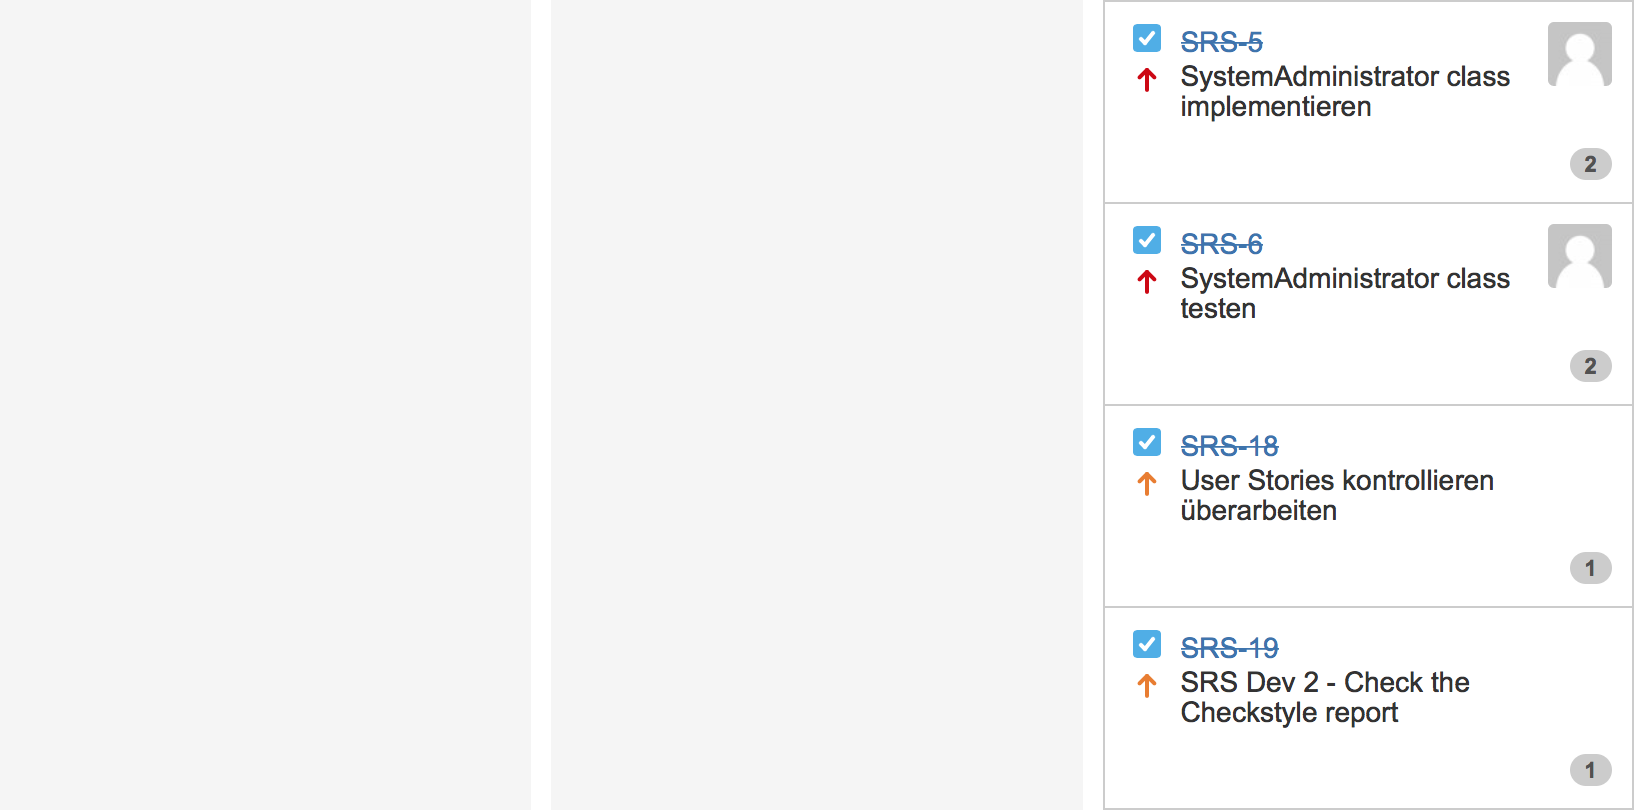 SRS-5
SystemAdministrator class
implementieren
2
SRS-6
SystemAdministrator class
testen
2
SRS-18
User Stories kontrollieren
überarbeiten
1
SRS-19
SRS Dev 2 - Check the
Checkstyle report
1